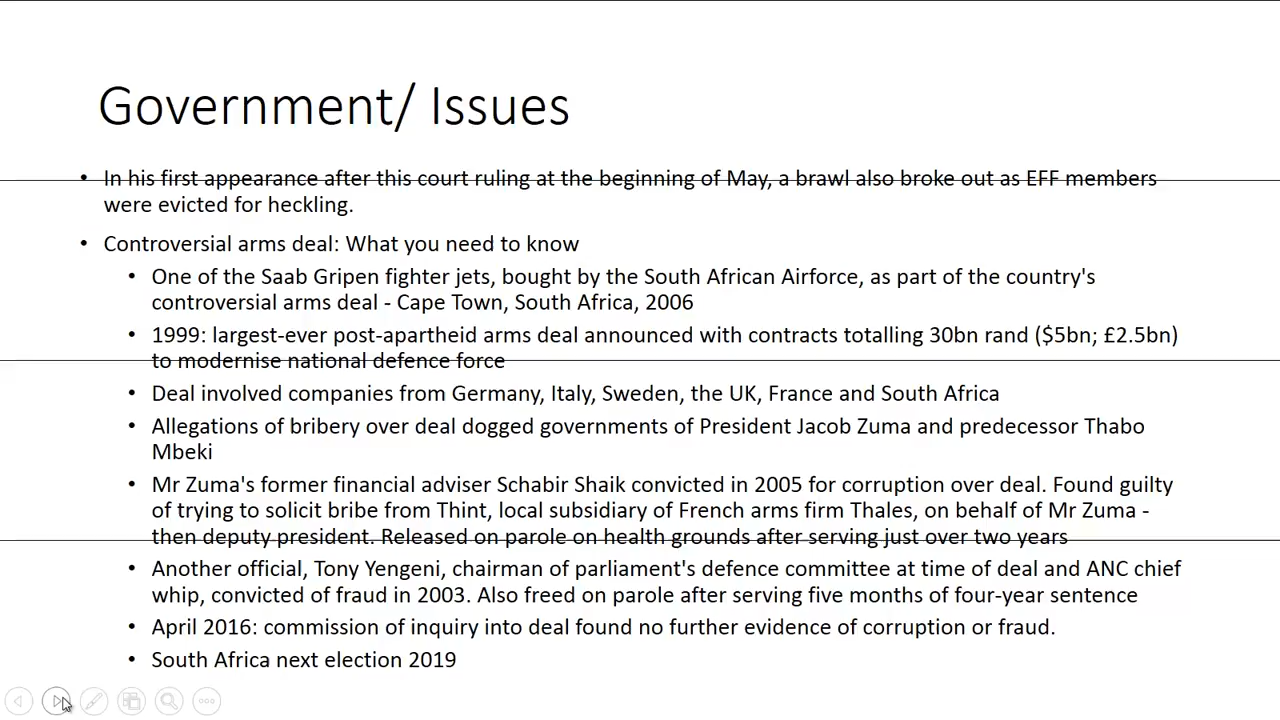 Government/ Issues
• In his first appearance after this court ruling at the beginning of May, a brawl also broke out as EFF members
were evicted for heckling.
• Controversial arms deal: What you need to know
• One of the Saab Gripen fighter jets, bought by the South African Airforce, as part of the country's
controversial arms deal - Cape Town, South Africa, 2006
• 1999: largest-ever post-apartheid arms deal announced with contracts totalling 30bn rand ($5bn; £2.5bn)
to modernise national defence force
• Deal involved companies from Germany, Italy, Sweden, the UK, France and South Africa
• Allegations of bribery over deal dogged governments of President Jacob Zuma and predecessor Thabo
Mbeki
• Mr Zuma's former financial adviser Schabir Shaik convicted in 2005 for corruption over deal. Found guilty
of trying to solicit bribe from Thint, local subsidiary of French arms firm Thales, on behalf of Mr Zuma -
then deputy president. Released on parole on health grounds after serving just over two years
• Another official, Tony Yengeni, chairman of parliament's defence committee at time of deal and ANC chief
whip, convicted of fraud in 2003. Also freed on parole after serving five months of four-year sentence
• April 2016: commission of inquiry into deal found no further evidence of corruption or fraud.
• South Africa next election 2019